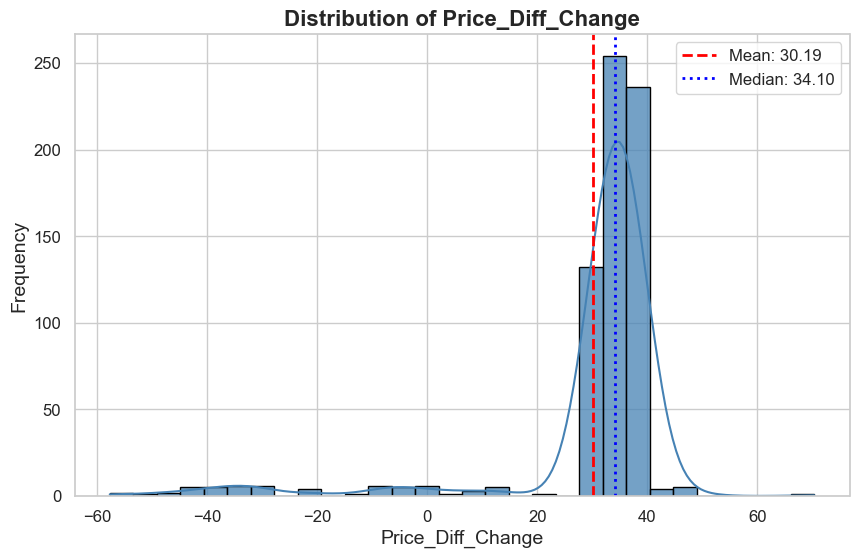 Distribution of Price_Diff_Change
Mean: 30.19
Median: 34.10
Frequency
250
200
150
100
50
0
−60
−40
−20
0
20
40
60
Price_Diff_Change